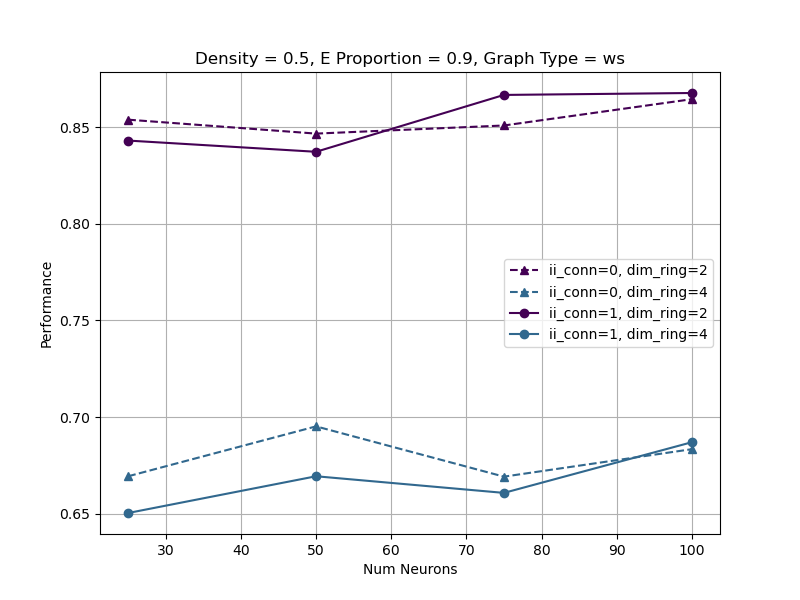 Density = 0.5, E Proportion = 0.9, Graph Type = ws
Performance
0.85
0.80
0.75
0.70
0.65
ii_conn=0, dim_ring=2
ii_conn=0, dim_ring=4
ii_conn=1, dim_ring=2
ii_conn=1, dim_ring=4
30 40 50 60 70 80 90 100
Num Neurons